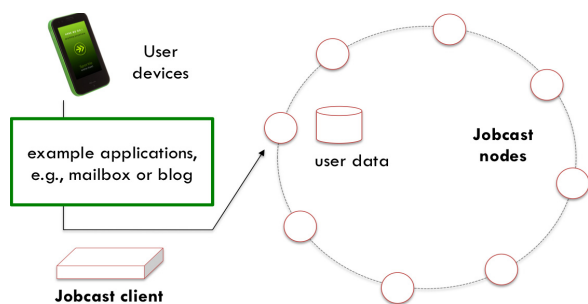 User
devices
example applications,
e.g., mailbox or blog
user data
Jobcast
nodes
Jobcast client